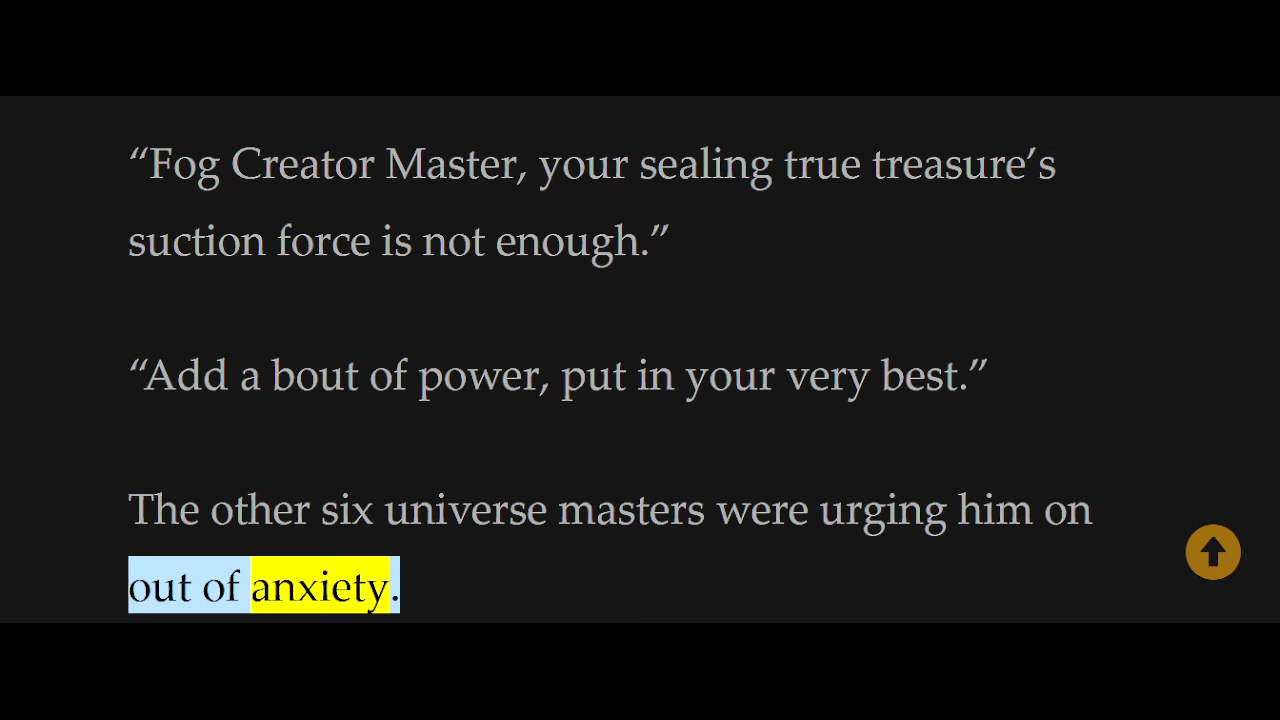 “Fog Creator Master, your sealing true treasure’s
suction force is not enough.”
“Add a bout of power, put in your very best.”
The other six universe masters were urging him on
out of anxiety.